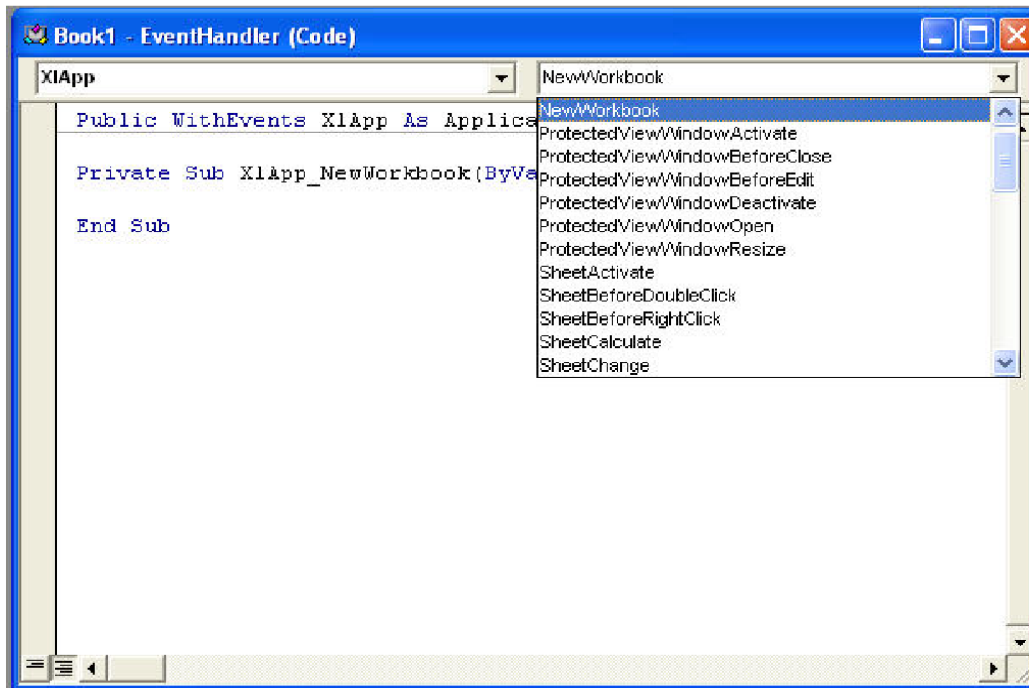 Book1 - EventHandler (Code)
XlApp NewWorkbook
Public WithEvents XlApp As Applica
Private Sub XlApp_NewWorkbook(ByVa
End Sub
NewWorkbook
ProtectedViewWindowActivate
ProtectedViewWindowBeforeClose
ProtectedViewWindowBeforeEdit
ProtectedViewWindowDeactivate
ProtectedViewWindowOpen
ProtectedViewWindowResize
SheetActivate
SheetBeforeDoubleClick
SheetBeforeRightClick
SheetCalculate
SheetChange